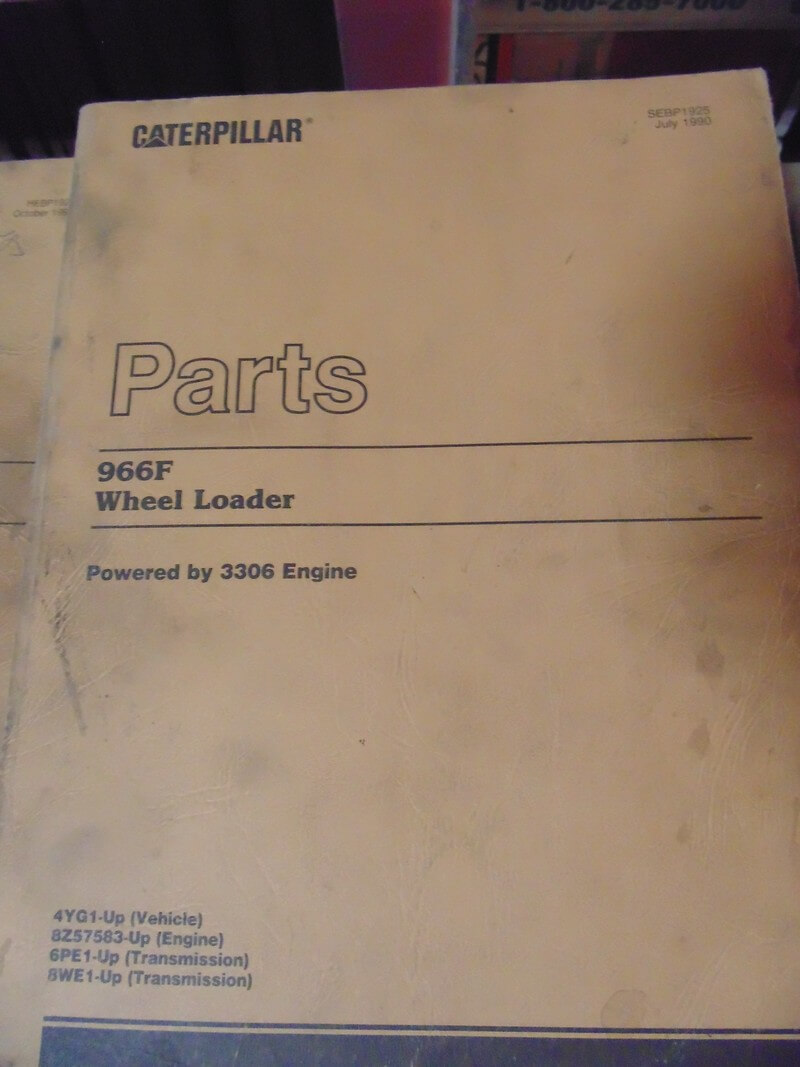 CATERPILLAR®
SEBP1925
July 1990
Parts
966F
Wheel Loader
Powered by 3306 Engine
4YG1-Up (Vehicle)
8Z57583-Up (Engine)
6PE1-Up (Transmission)
8WE1-Up (Transmission)
October